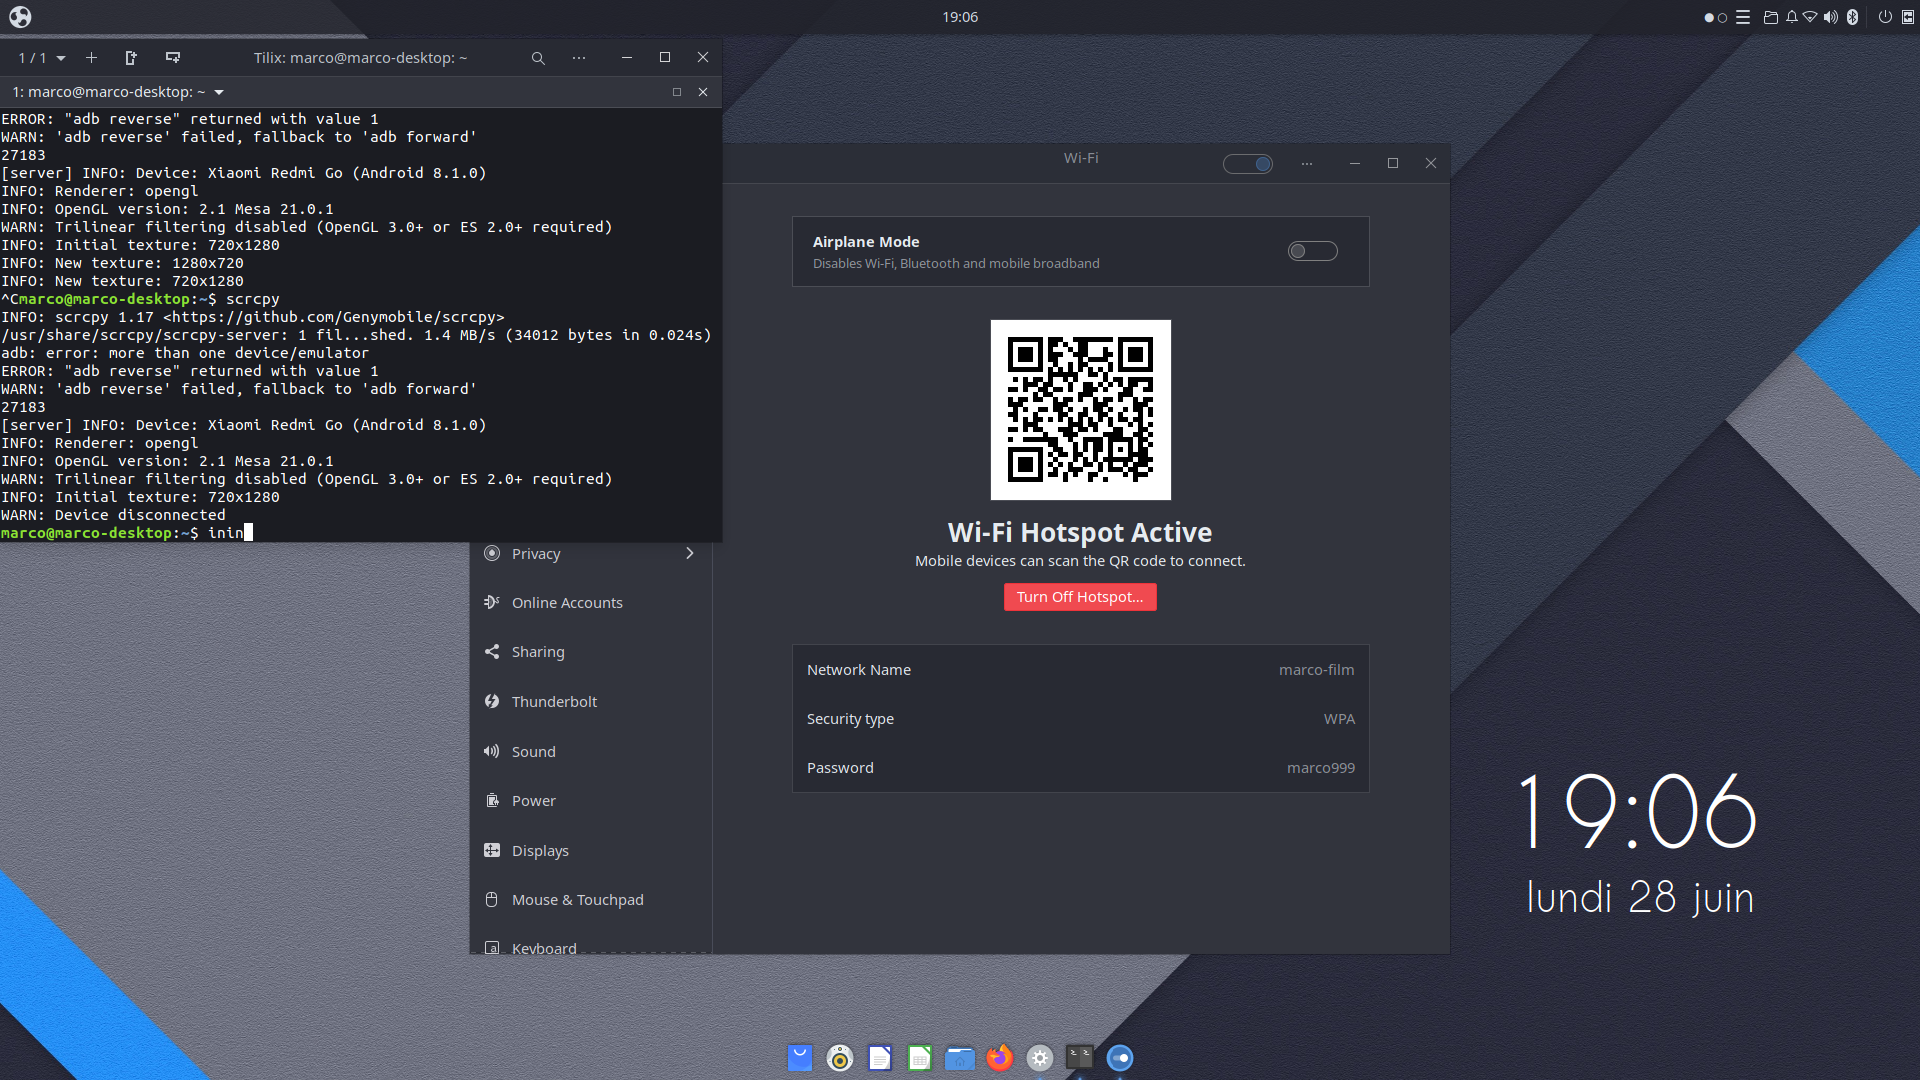 19:06
1 / 1
Tilix: marco@marco-desktop: ~
1: marco@marco-desktop: ~
ERROR: "adb reverse" returned with value 1
WARN: 'adb reverse' failed, fallback to 'adb forward'
27183
[server] INFO: Device: Xiaomi Redmi Go (Android 8.1.0)
INFO: Renderer: opengl
INFO: OpenGL version: 2.1 Mesa 21.0.1
WARN: Trilinear filtering disabled (OpenGL 3.0+ or ES 2.0+ required)
INFO: Initial texture: 720x1280
INFO: New texture: 1280x720
INFO: New texture: 720x1280
^Cmarco@marco-desktop:~$ scrcpy
INFO: scrcpy 1.17 <https://github.com/Genymobile/scrcpy>
/usr/share/scrcpy/scrcpy-server: 1 fil...shed. 1.4 MB/s (34012 bytes in 0.024s)
adb: error: more than one device/emulator
ERROR: "adb reverse" returned with value 1
WARN: 'adb reverse' failed, fallback to 'adb forward'
27183
[server] INFO: Device: Xiaomi Redmi Go (Android 8.1.0)
INFO: Renderer: opengl
INFO: OpenGL version: 2.1 Mesa 21.0.1
WARN: Trilinear filtering disabled (OpenGL 3.0+ or ES 2.0+ required)
INFO: Initial texture: 720x1280
WARN: Device disconnected
marco@marco-desktop:~$ inin
Privacy
Online Accounts
Sharing
Thunderbolt
Sound
Power
Displays
Mouse & Touchpad
Keyboard
Wi-Fi
Airplane Mode
Disables Wi-Fi, Bluetooth and mobile broadband
Wi-Fi Hotspot Active
Mobile devices can scan the QR code to connect.
Turn Off Hotspot...
Network Name marco-film
Security type WPA
Password marco999
19:06
lundi 28 juin